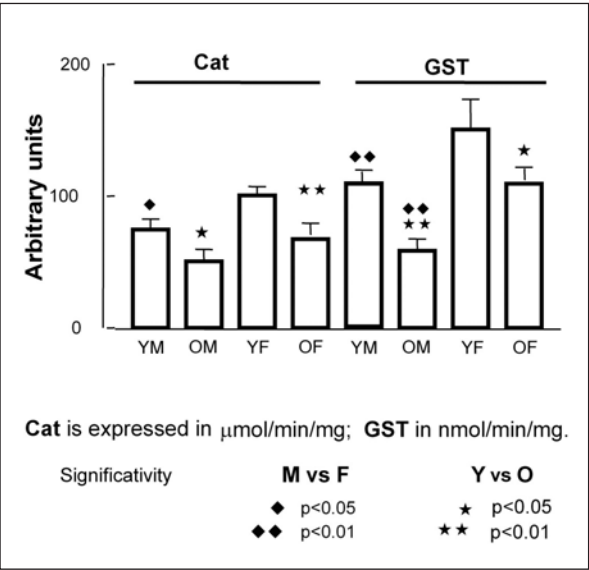 200
Cat
GST
Arbitrary units
100
0
YM OM YF OF YM OM YF OF
Cat is expressed in μmol/min/mg; GST in nmol/min/mg.
Significativity M vs F Y vs O
◆ p<0.05 ★ p<0.05
◆◆ p<0.01 ★★ p<0.01